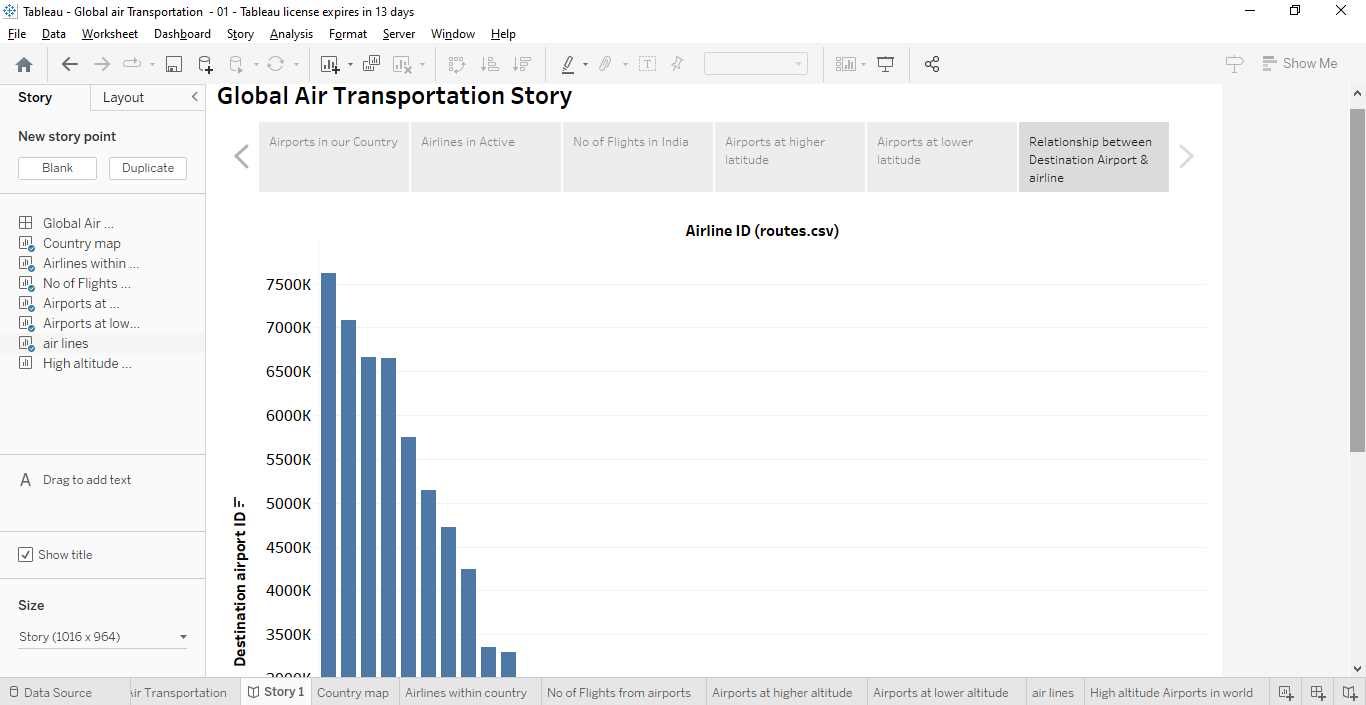 Tableau - Global air Transportation - 01 - Tableau license expires in 13 days
File Data Worksheet Dashboard Story Analysis Format Server Window Help
Show Me
Story Layout
New story point
Blank Duplicate
Global Air ...
Country map
Airlines within ...
No of Flights ...
Airports at ...
Airports at low...
air lines
High altitude ...
A Drag to add text
Show title
Size
Story (1016 x 964)
Global Air Transportation Story
Airports in our Country
Airlines in Active
No of Flights in India
Airports at higher
latitude
Airports at lower
latitude
Relationship between
Destination Airport &
airline
Airline ID (routes.csv)
7500K
7000K
6500K
6000K
5500K
5000K
4500K
4000K
3500K
3000K
Destination airport ID
Data Source Air Transportation Story 1 Country map Airlines within country No of Flights from airports Airports at higher altitude Airports at lower altitude air lines High altitude Airports in world